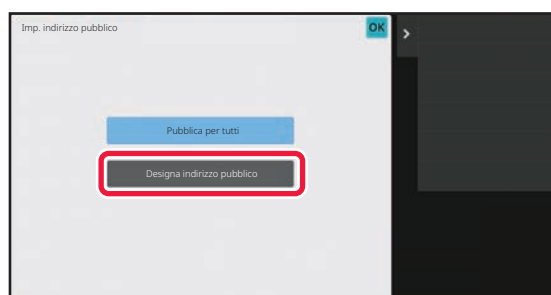 Imp. indirizzo pubblico
OK
Pubblica per tutti
Designa indirizzo pubblico